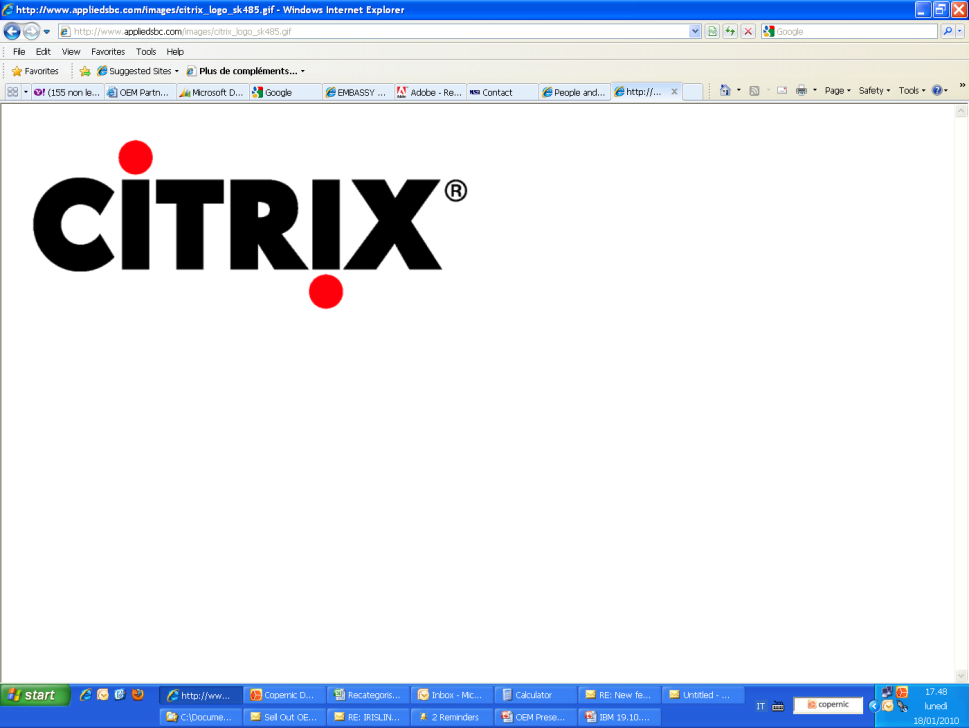 http://www.appliedsbc.com/images/citrix_logo_sk485.gif - Windows Internet Explorer
http://www.appliedsbc.com/images/citrix_logo_sk485.gif
Google
File Edit View Favorites Tools Help
Favorites Suggested Sites Plus de compléments...
(155 non le... OEM Partn... Microsoft D... Google EMBASSY ... Adobe - Re... Contact People and... http://... Page Safety Tools »
CiTRIX®
start http://ww... Copernic D... Recategoris... Inbox - Mic... Calculator RE: New fe... Untitled - ... 17.48
IT copernic lunedì
C:\Docume... Sell Out OE... RE: IRISLIN... 2 Reminders OEM Prese... IBM 19.10.... 18/01/2010